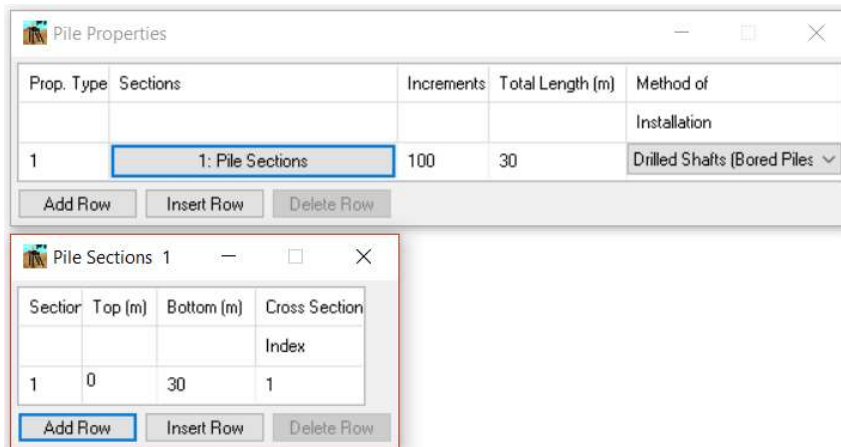 Pile Properties
Prop. Type Sections Increments Total Length (m) Method of
Installation
1 1: Pile Sections 100 30 Drilled Shafts (Bored Piles
Add Row Insert Row Delete Row
Pile Sections 1
Section Top (m) Bottom (m) Cross Section
Index
1 0 30 1
Add Row Insert Row Delete Row